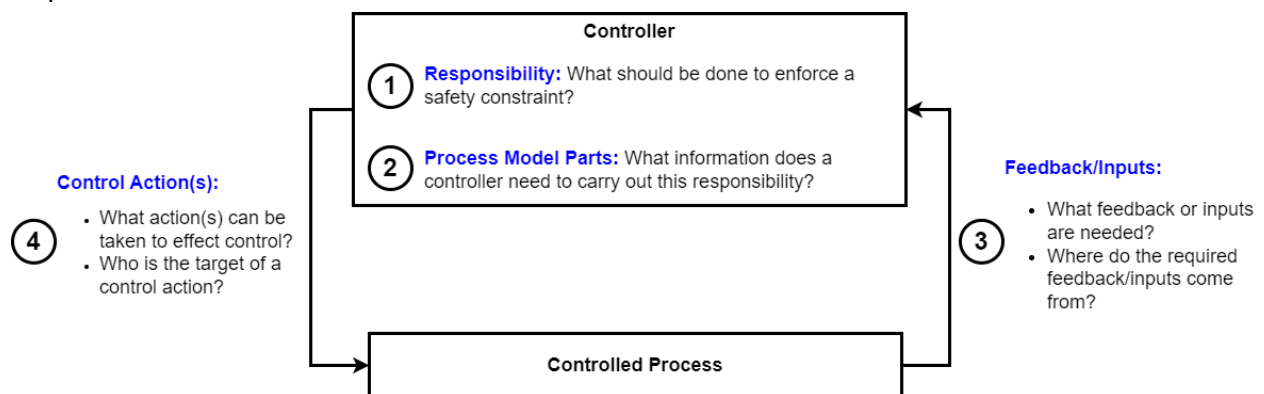 Controller
1
Responsibility: What should be done to enforce a
safety constraint?
2
Process Model Parts: What information does a
controller need to carry out this responsibility?
Control Action(s):
4
• What action(s) can be
taken to effect control?
• Who is the target of a
control action?
Feedback/Inputs:
3
• What feedback or inputs
are needed?
• Where do the required
feedback/inputs come
from?
Controlled Process